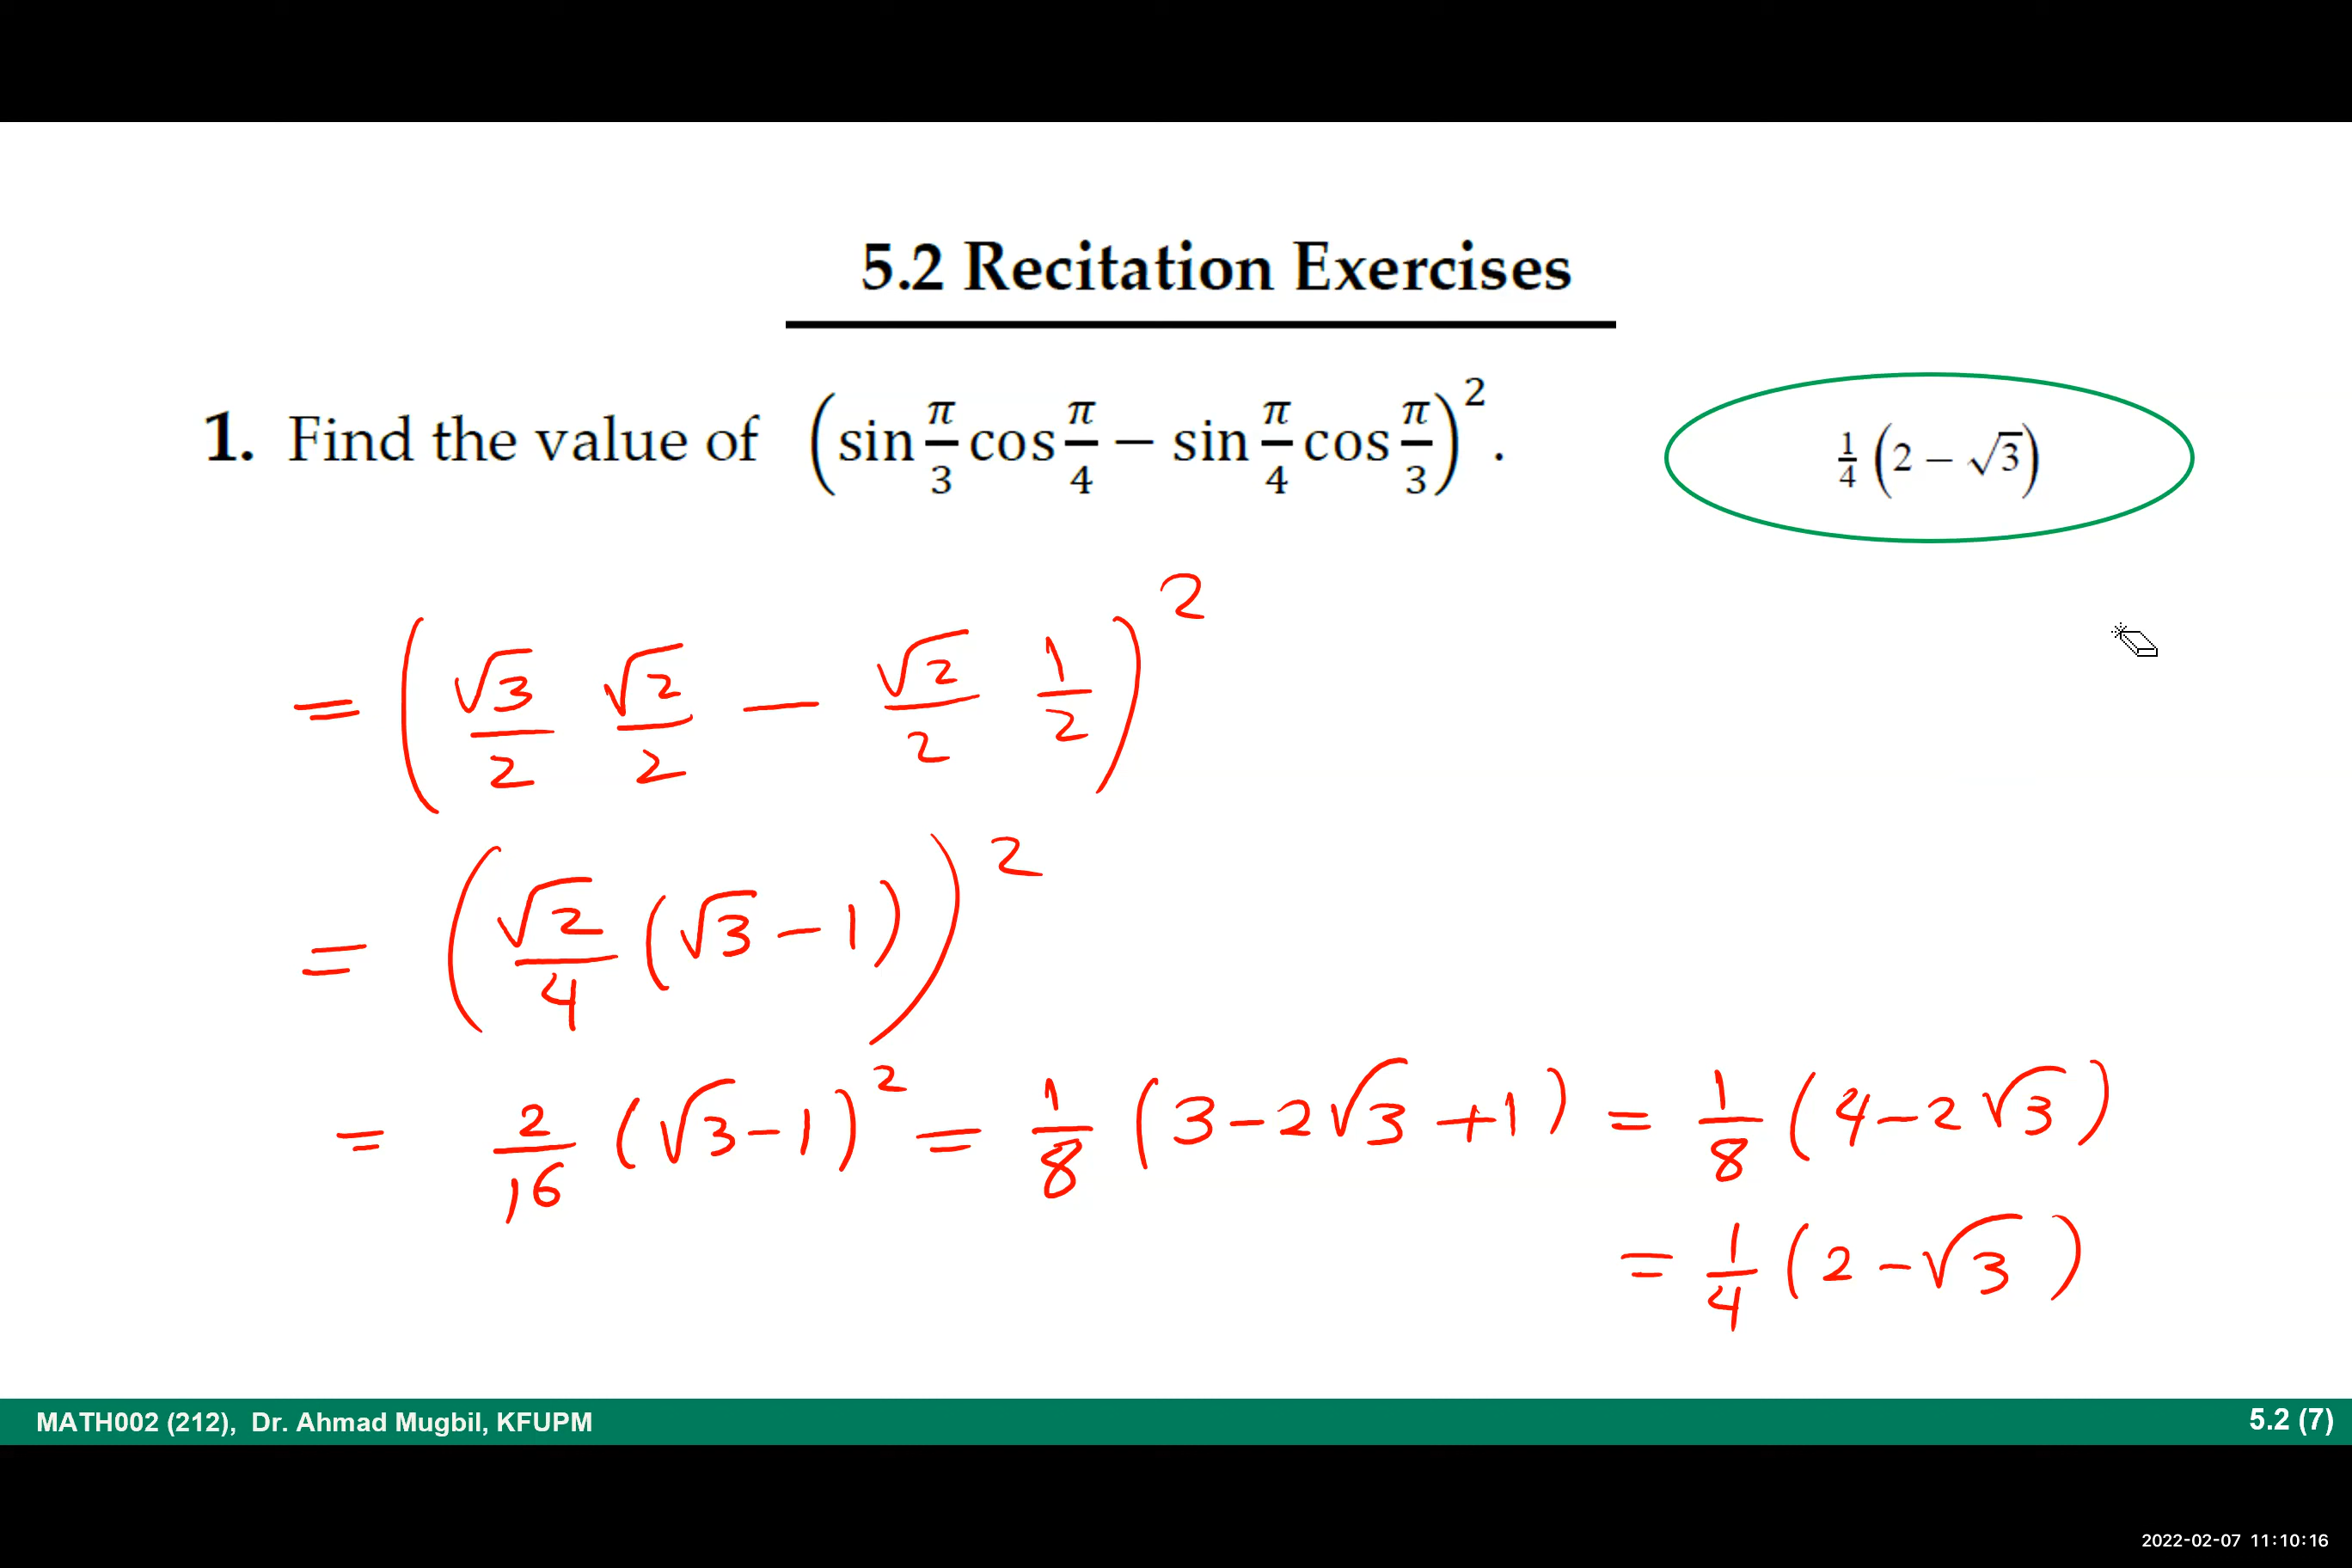 5.2 Recitation Exercises
1. Find the value of (sin π/3 cos π/4 − sin π/4 cos π/3)².
1/4 (2 − √3)
= (√3/2 √2/2 − √2/2 1/2)²
= (√2/4 (√3 − 1))²
= 2/16 (√3 − 1)² = 1/8 (3 − 2√3 + 1) = 1/8 (4 − 2√3)
= 1/4 (2 − √3)
MATH002 (212), Dr. Ahmad Mugbil, KFUPM
5.2 (7)
2022-02-07 11:10:16